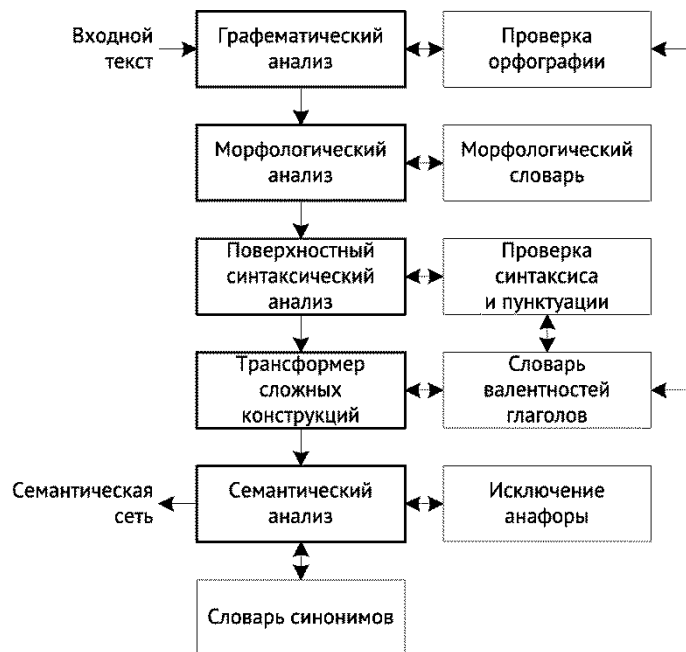 Входной
текст
Графематический
анализ
Проверка
орфографии
Морфологический
анализ
Морфологический
словарь
Поверхностный
синтаксический
анализ
Проверка
синтаксиса
и пунктуации
Трансформер
сложных
конструкций
Словарь
валентностей
глаголов
Семантическая
сеть
Семантический
анализ
Исключение
анафоры
Словарь синонимов